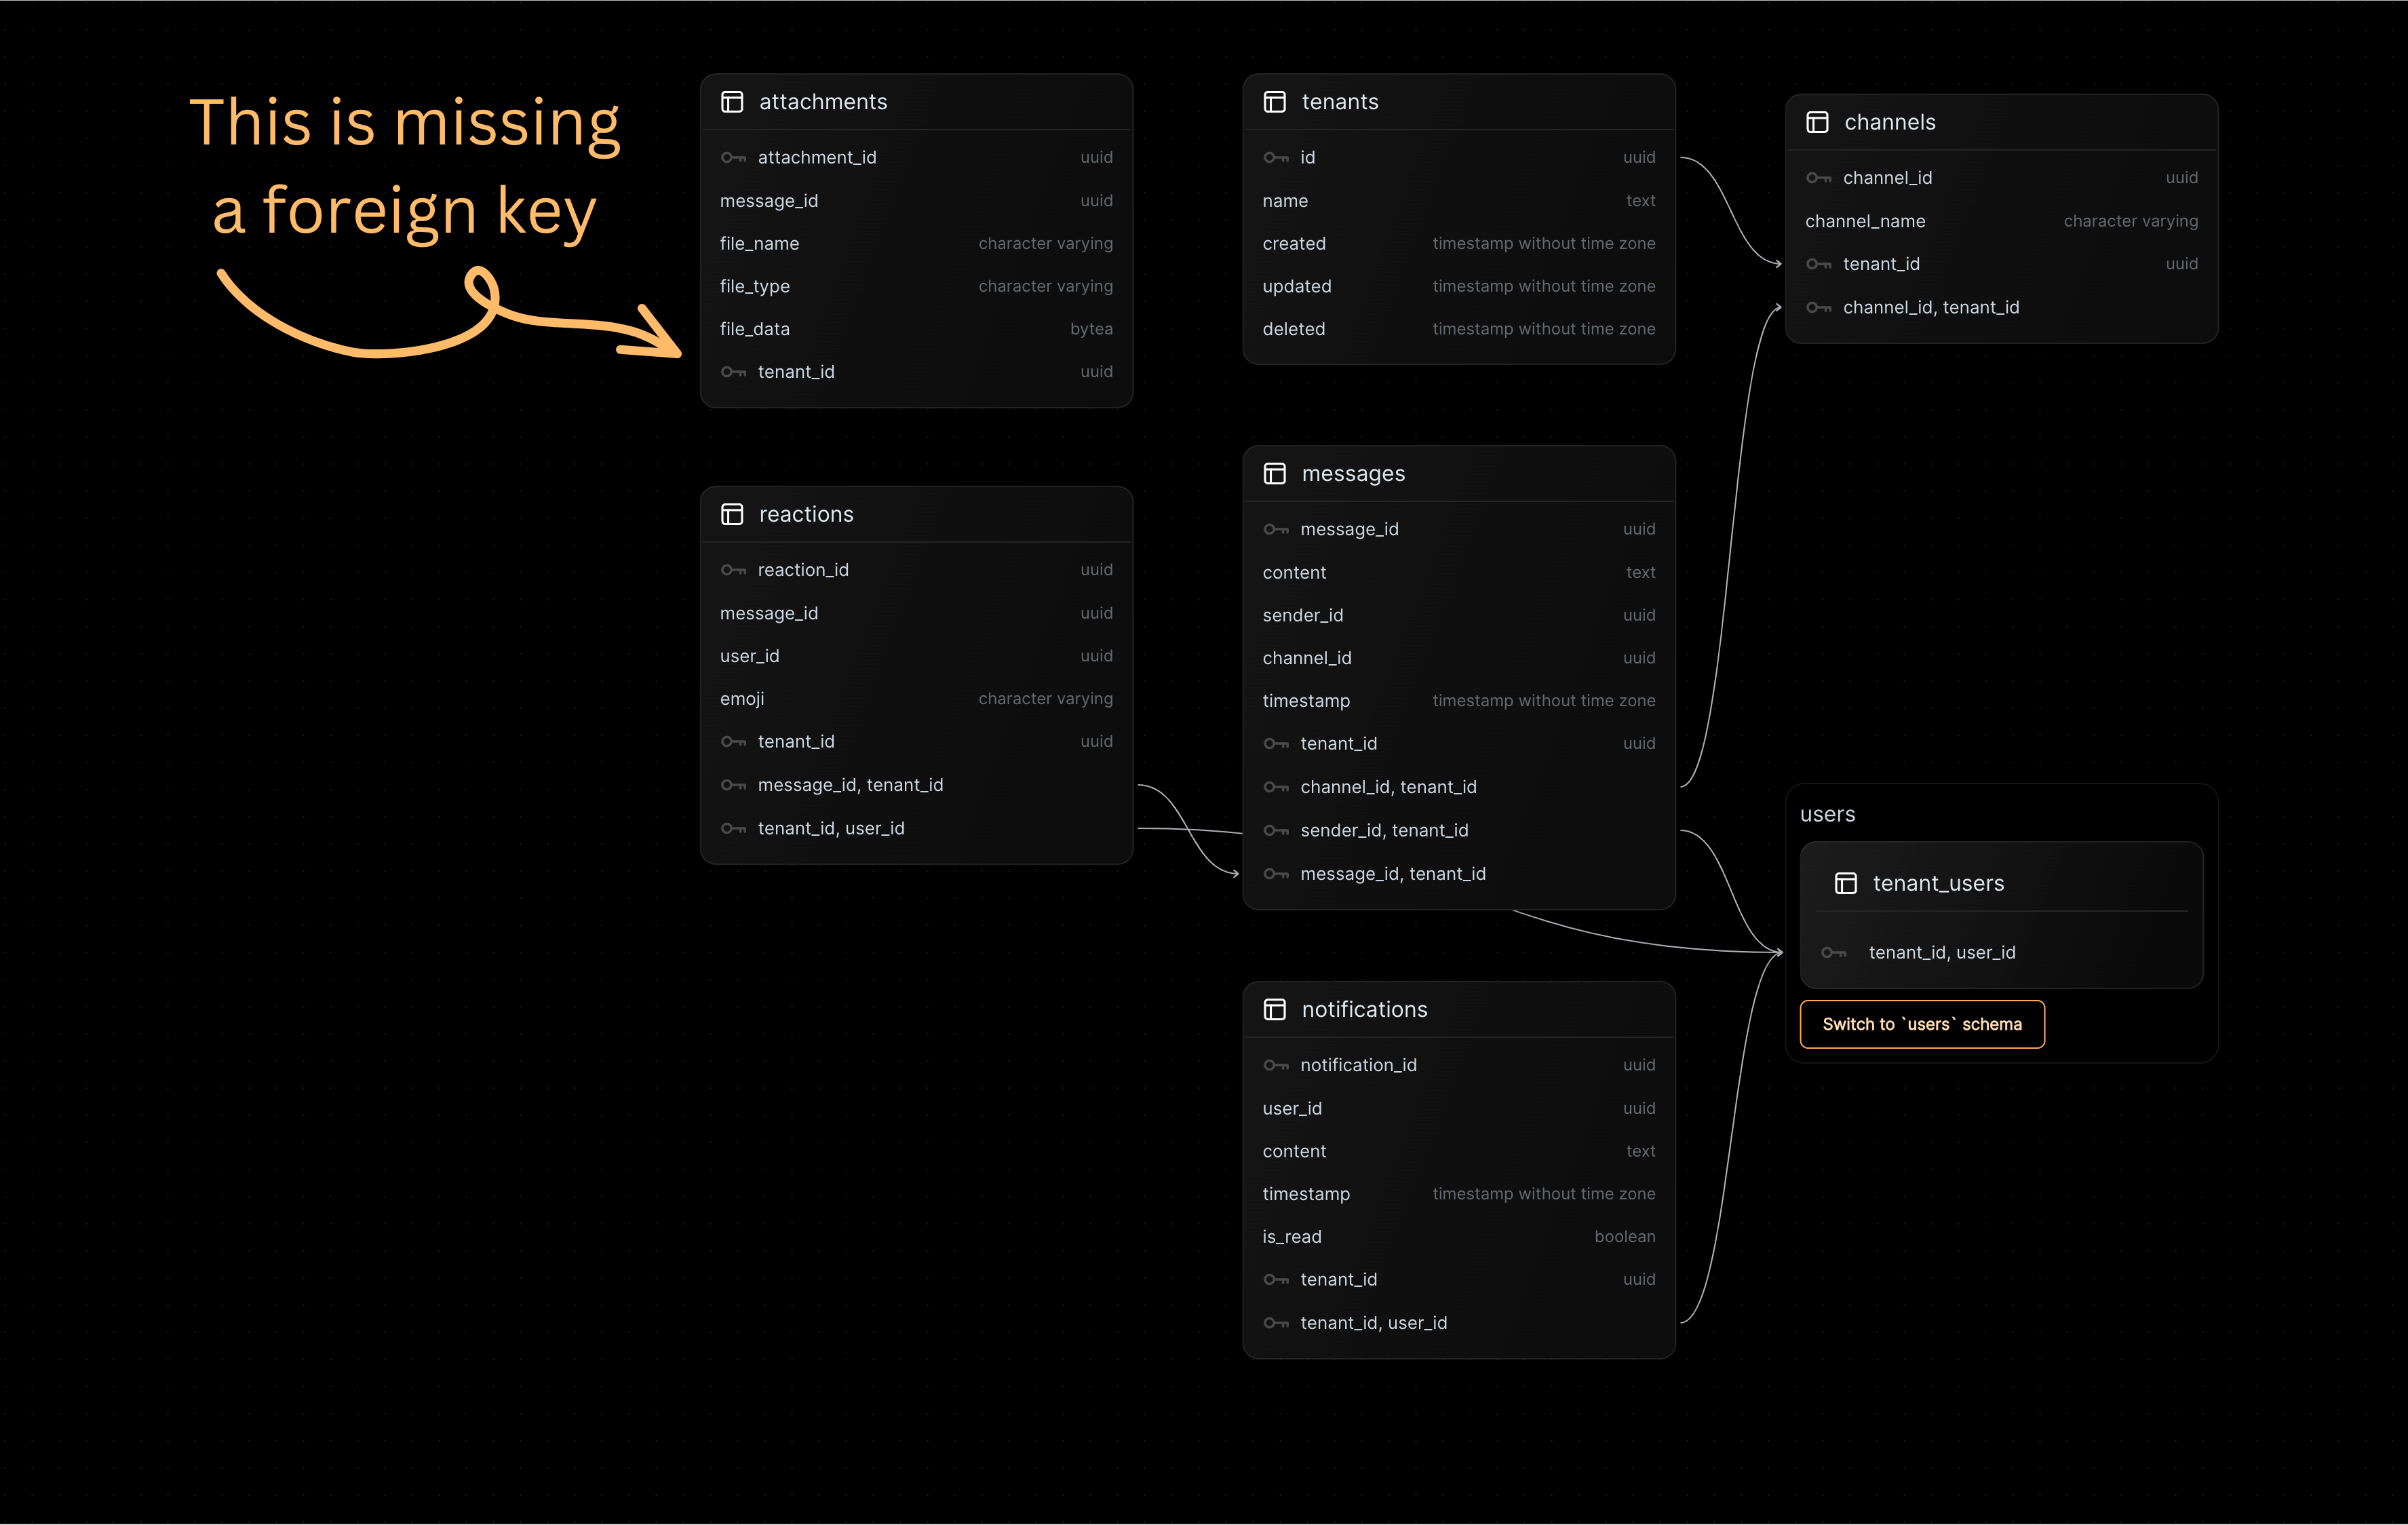 This is missing
a foreign key
attachments
attachment_id uuid
message_id uuid
file_name character varying
file_type character varying
file_data bytea
tenant_id uuid
tenants
id uuid
name text
created timestamp without time zone
updated timestamp without time zone
deleted timestamp without time zone
channels
channel_id uuid
channel_name character varying
tenant_id uuid
channel_id, tenant_id
reactions
reaction_id uuid
message_id uuid
user_id uuid
emoji character varying
tenant_id uuid
message_id, tenant_id
tenant_id, user_id
messages
message_id uuid
content text
sender_id uuid
channel_id uuid
timestamp timestamp without time zone
tenant_id uuid
channel_id, tenant_id
sender_id, tenant_id
message_id, tenant_id
users
tenant_users
tenant_id, user_id
Switch to `users` schema
notifications
notification_id uuid
user_id uuid
content text
timestamp timestamp without time zone
is_read boolean
tenant_id uuid
tenant_id, user_id